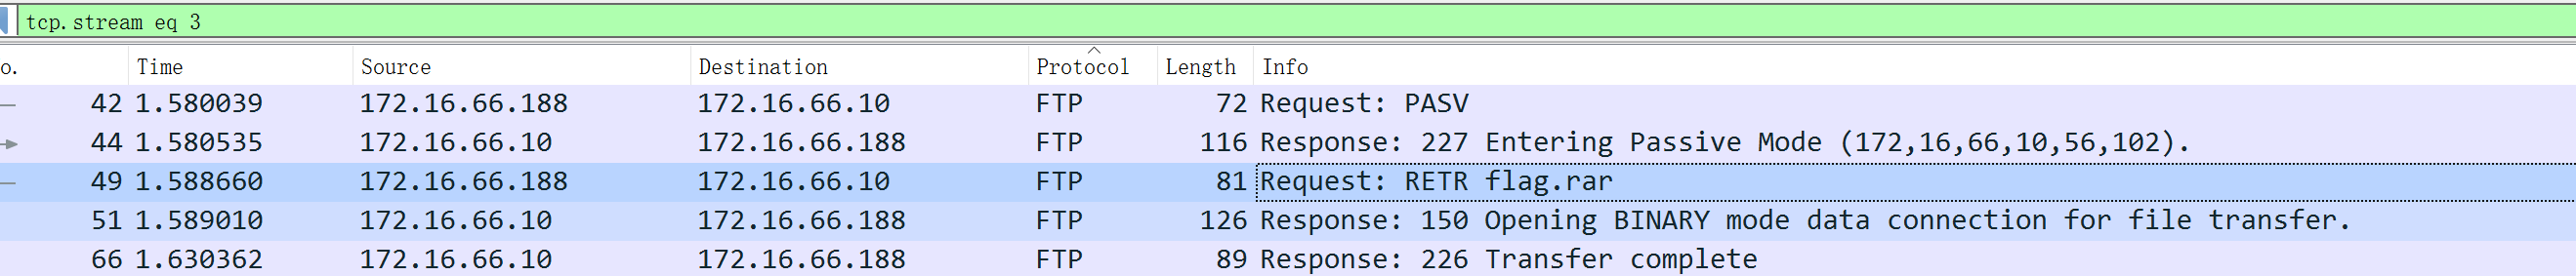 tcp.stream eq 3
o. Time Source Destination Protocol Length Info
42 1.580039 172.16.66.188 172.16.66.10 FTP 72 Request: PASV
44 1.580535 172.16.66.10 172.16.66.188 FTP 116 Response: 227 Entering Passive Mode (172,16,66,10,56,102).
49 1.588660 172.16.66.188 172.16.66.10 FTP 81 Request: RETR flag.rar
51 1.589010 172.16.66.10 172.16.66.188 FTP 126 Response: 150 Opening BINARY mode data connection for file transfer.
66 1.630362 172.16.66.10 172.16.66.188 FTP 89 Response: 226 Transfer complete